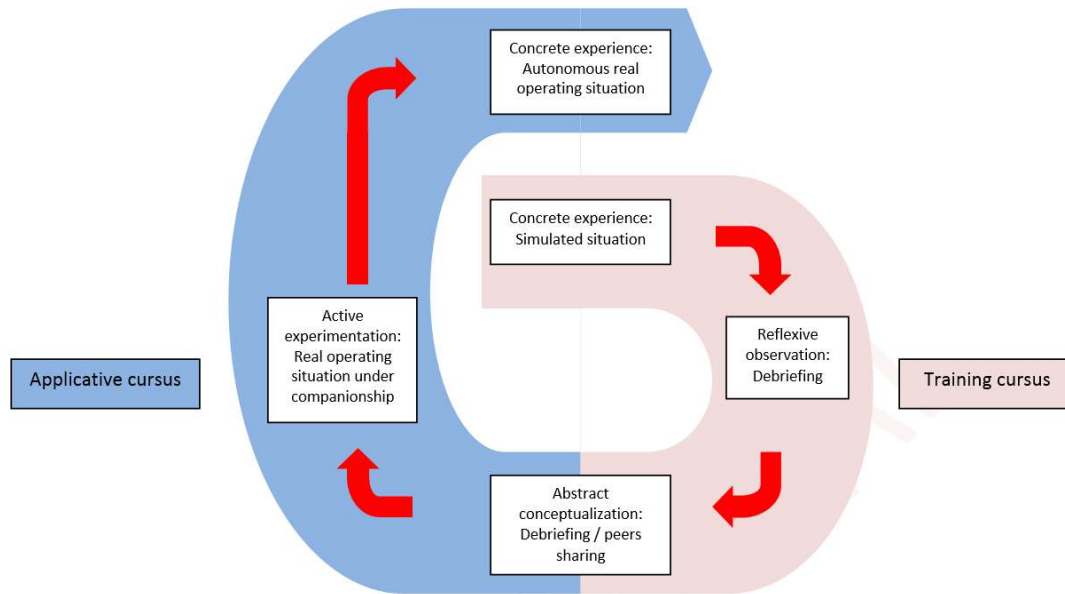 Concrete experience:
Autonomous real
operating situation
Concrete experience:
Simulated situation
Active
experimentation:
Real operating
situation under
companionship
Reflexive
observation:
Debriefing
Applicative cursus
Training cursus
Abstract
conceptualization:
Debriefing / peers
sharing